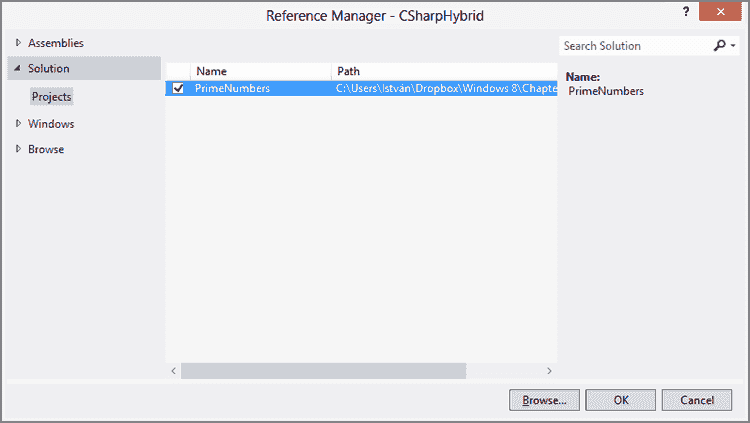 Reference Manager - CSharpHybrid
?
Assemblies
Solution
Projects
Windows
Browse
Name Path
PrimeNumbers C:\Users\István\Dropbox\Windows 8\Chapte
Search Solution
Name:
PrimeNumbers
Browse... OK Cancel